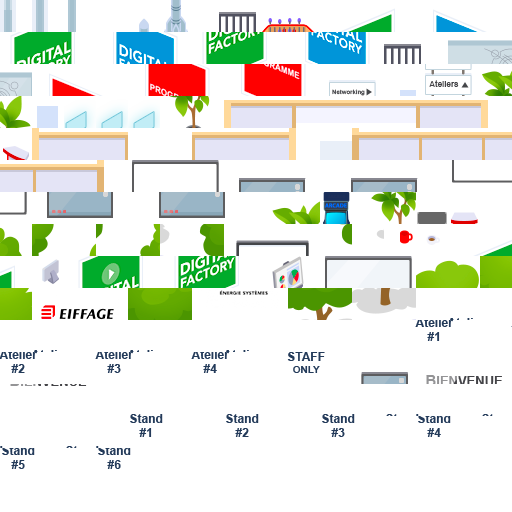 DIGITAL
FACTORY
DIGITAL
FACTORY
DIGITAL
PROG
GRAMME
Networking
Ateliers
ARCADE
DIGITAL
DIGITAL
FACTORY
EIFFAGE
ÉNERGIE SYSTÈMES
Atelier
#1
Atelier
#2
Atelier
#3
Atelier
#4
STAFF
ONLY
BIENVENUE
BIENVENUE
Stand
#1
Stand
#2
Stand
#3
Stand
#4
Stand
#5
Stand
#6